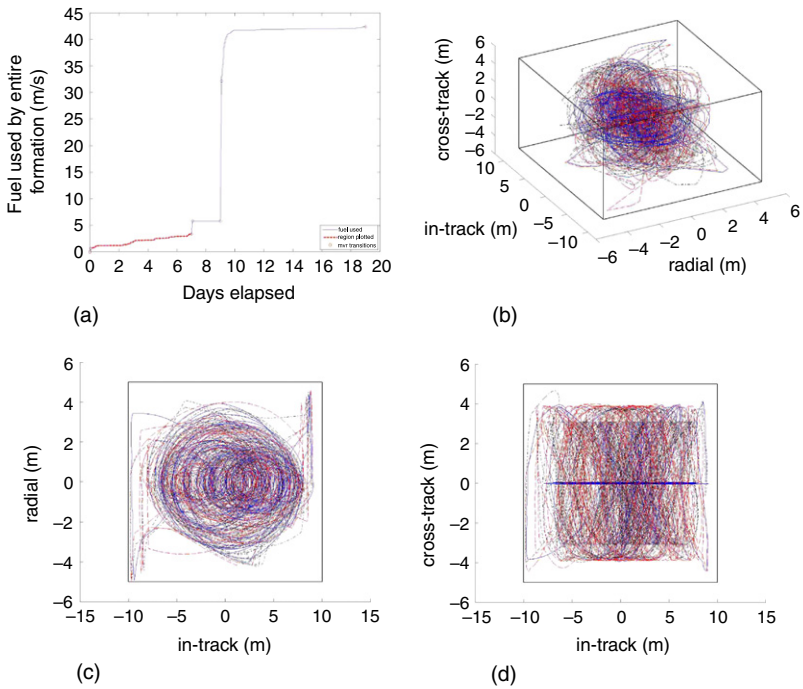 45
40
35
30
25
20
15
10
5
0
Fuel used by entire
formation (m/s)
fuel used
region plotted
mvr transitions
0 2 4 6 8 10 12 14 16 18 20
Days elapsed
(a)
6
4
2
0
−2
−4
−6
cross-track (m)
10
5
0
−5
−10
in-track (m)
−6 −4 −2 0 2 4 6
radial (m)
(b)
6
4
2
0
−2
−4
−6
radial (m)
−15 −10 −5 0 5 10 15
in-track (m)
(c)
6
4
2
0
−2
−4
−6
cross-track (m)
−15 −10 −5 0 5 10 15
in-track (m)
(d)